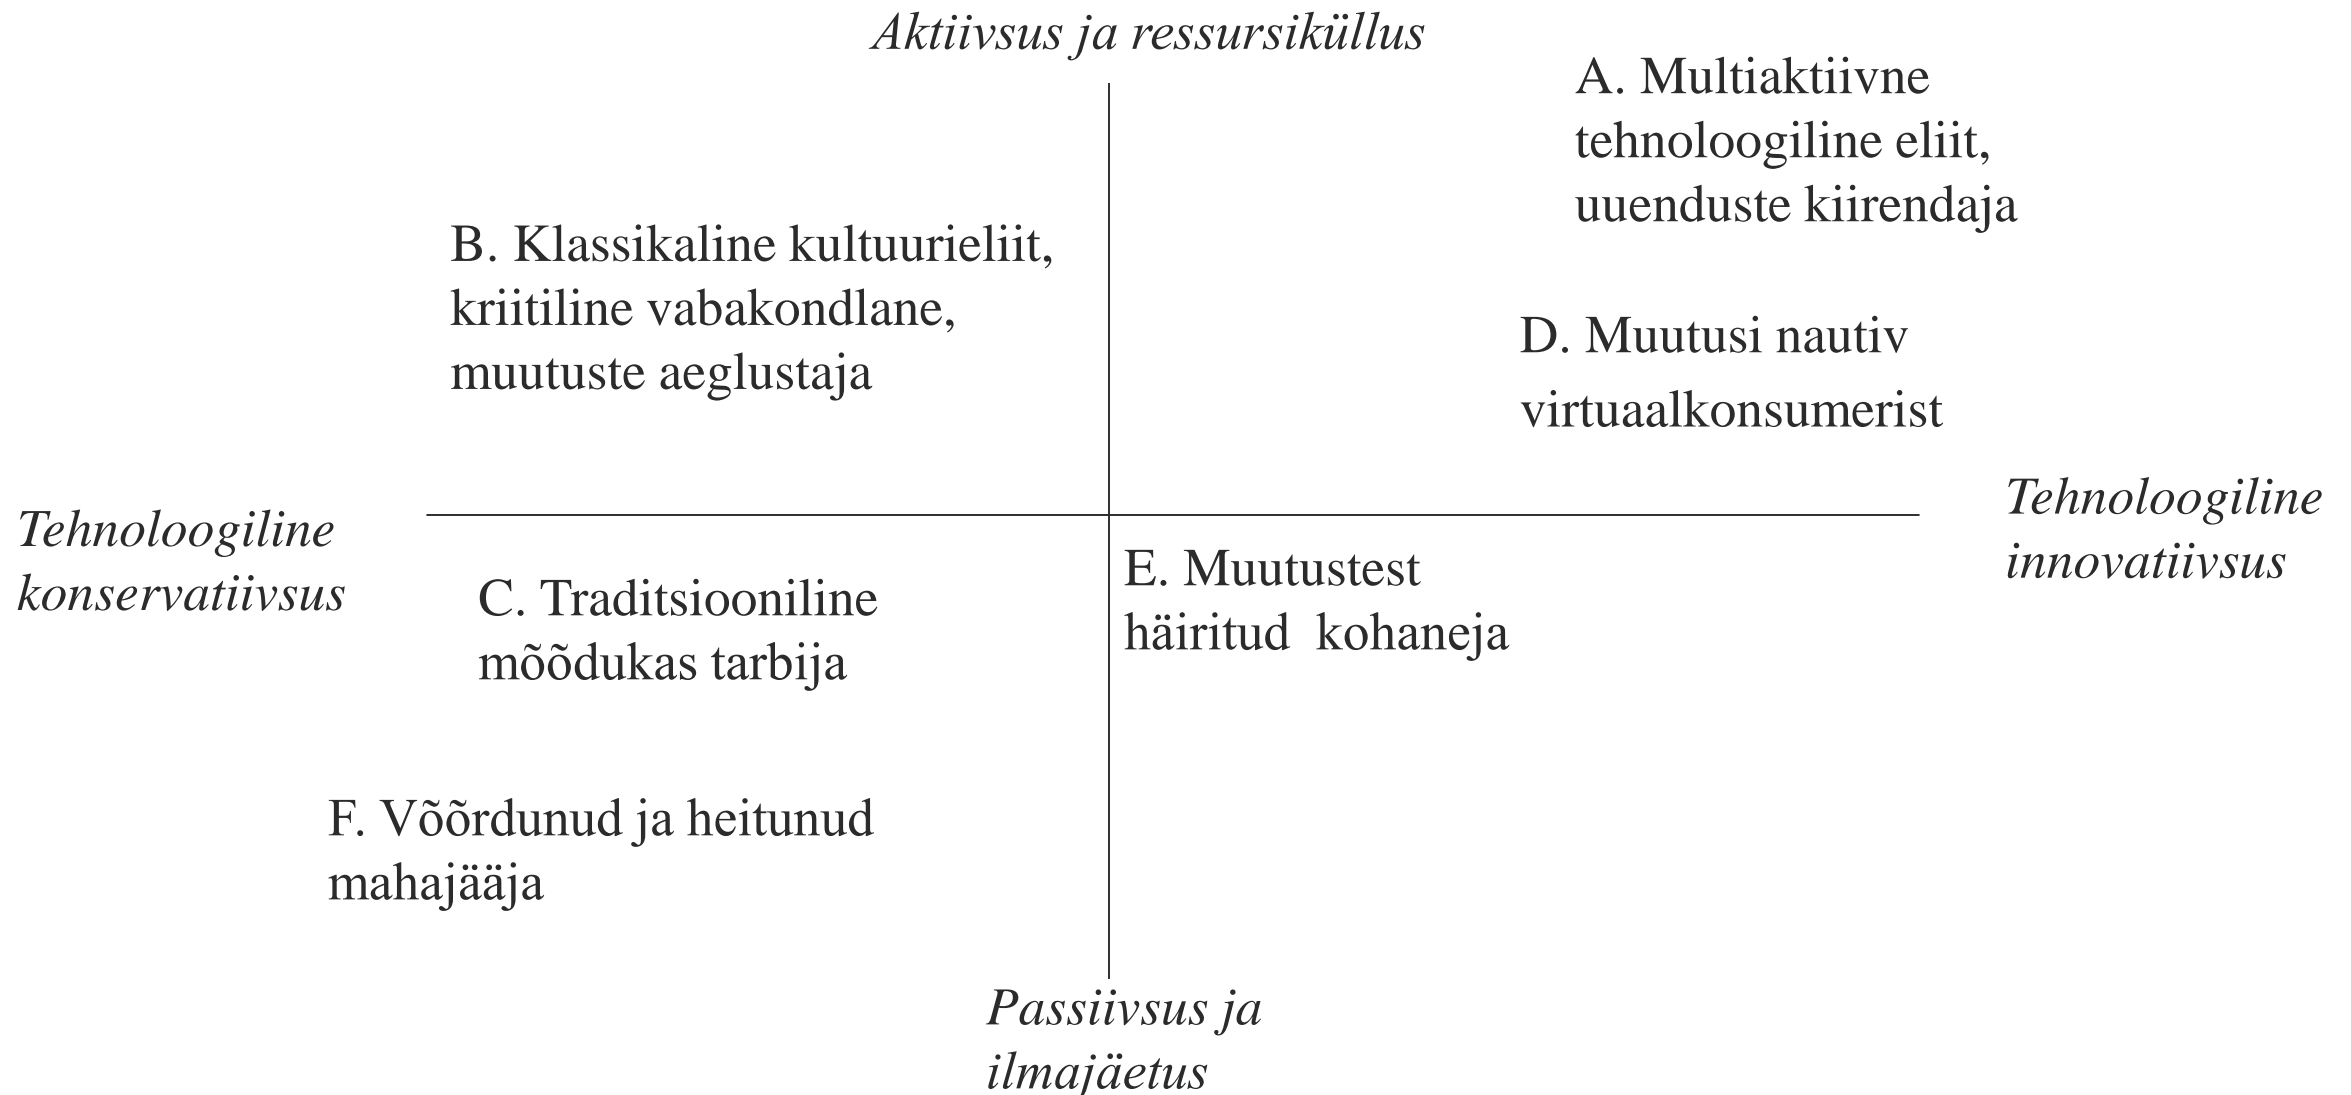 Aktiivsus ja ressursiküllus
A. Multiaktiivne
tehnoloogiline eliit,
uuenduste kiirendaja
B. Klassikaline kultuurieliit,
kriitiline vabakondlane,
muutuste aeglustaja
D. Muutusi nautiv
virtuaalkonsumerist
Tehnoloogiline
konservatiivsus
Tehnoloogiline
innovatiivsus
C. Traditsiooniline
mõõdukas tarbija
E. Muutustest
häiritud kohaneja
F. Võõrdunud ja heitunud
mahajääja
Passiivsus ja
ilmajäetus